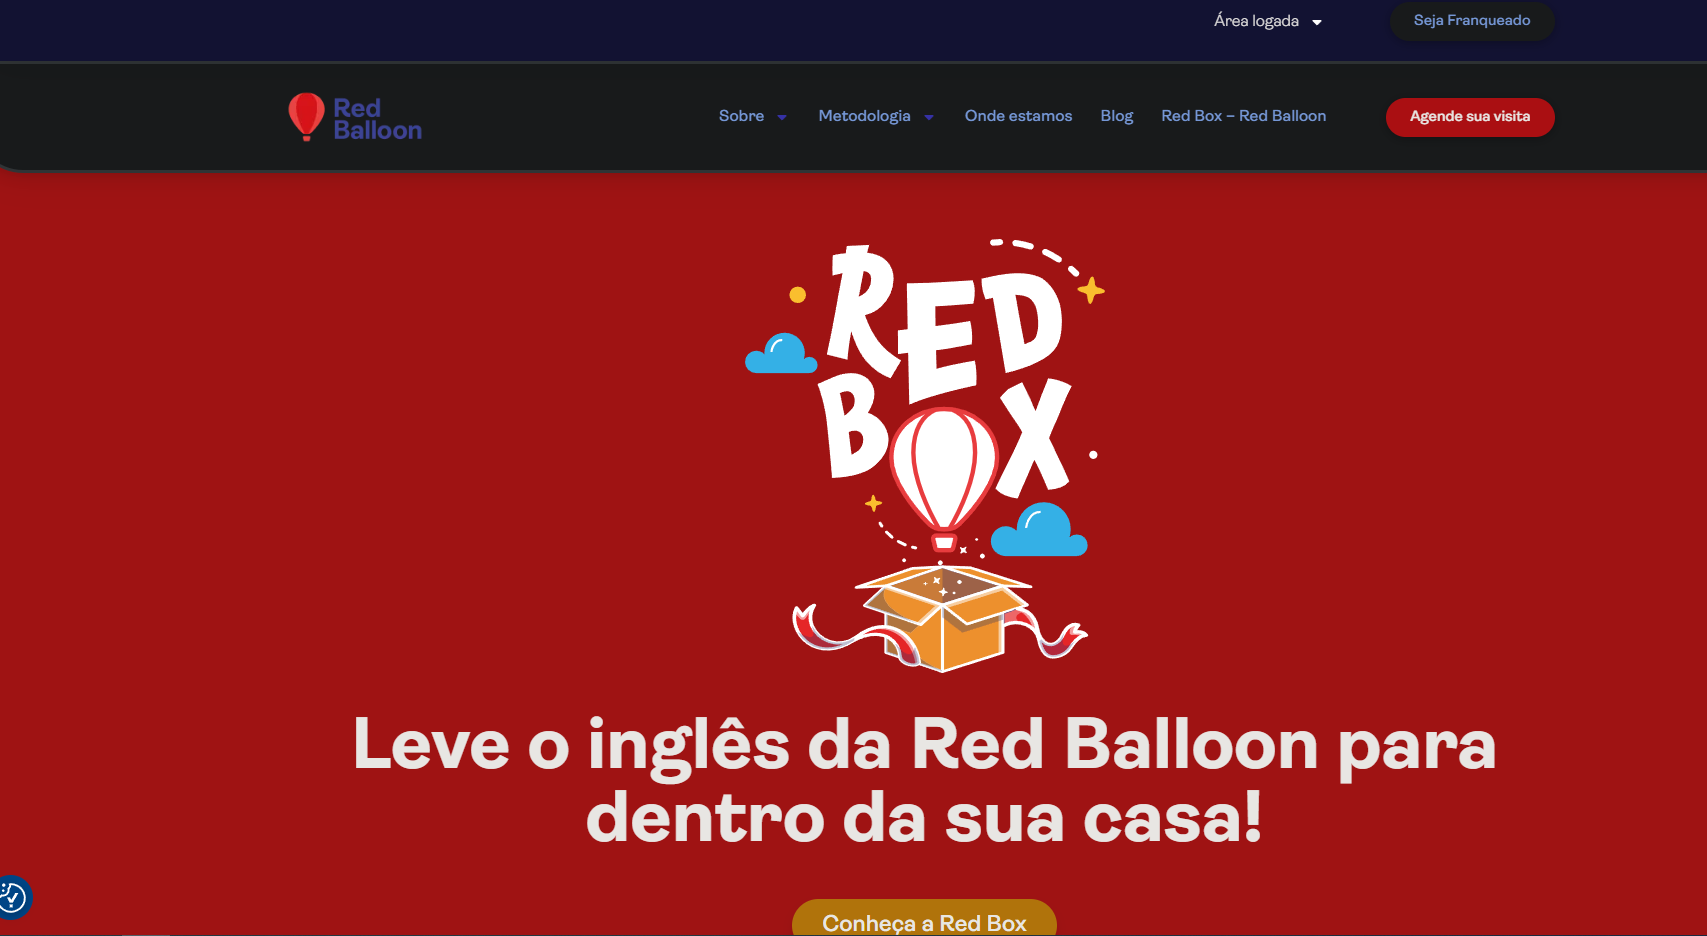 Área logada
Seja Franqueado
Red
Balloon
Sobre
Metodologia
Onde estamos
Blog
Red Box – Red Balloon
Agende sua visita
RED
BOX
Leve o inglês da Red Balloon para
dentro da sua casa!
Conheça a Red Box